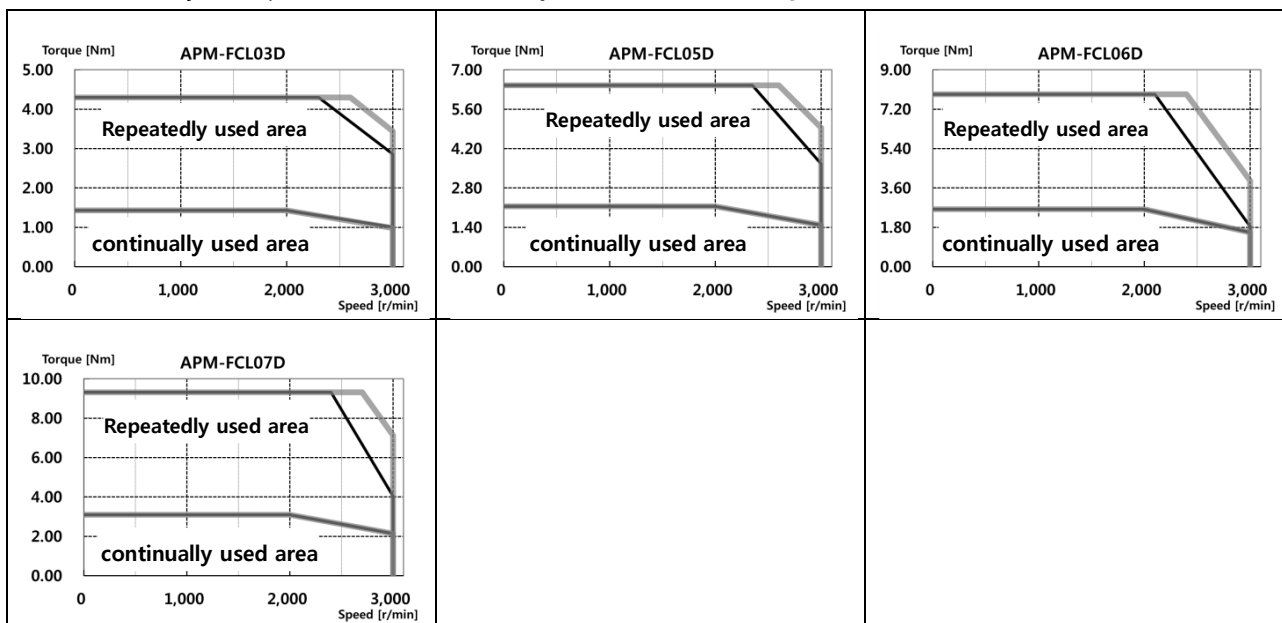 Torque [Nm]
APM-FCL03D
5.00
4.00
3.00
2.00
1.00
0.00
Repeatedly used area
continually used area
0
1,000
2,000
3,000
Speed [r/min]
Torque [Nm]
APM-FCL05D
7.00
5.60
4.20
2.80
1.40
0.00
Repeatedly used area
continually used area
0
1,000
2,000
3,000
Speed [r/min]
Torque [Nm]
APM-FCL06D
9.00
7.20
5.40
3.60
1.80
0.00
Repeatedly used area
continually used area
0
1,000
2,000
3,000
Speed [r/min]
Torque [Nm]
APM-FCL07D
10.00
8.00
6.00
4.00
2.00
0.00
Repeatedly used area
continually used area
0
1,000
2,000
3,000
Speed [r/min]